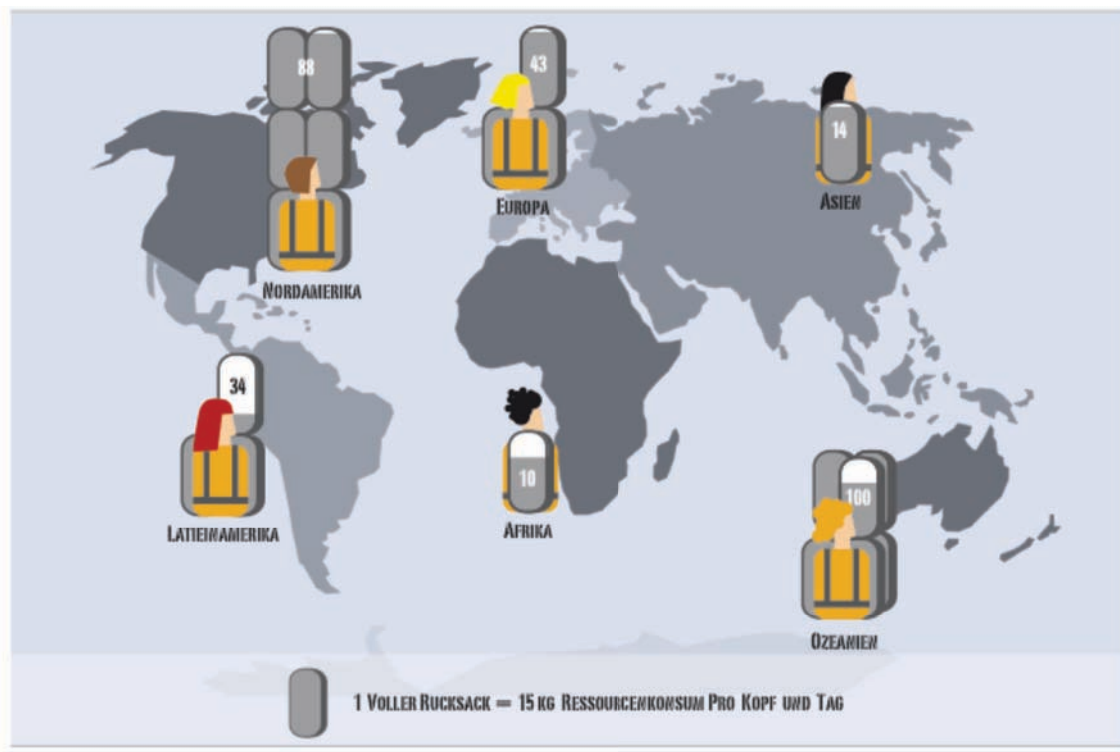 88
43
14
EUROPA
ASIEN
NORDAMERIKA
34
10
100
LATIEINAMERIKA
AFRIKA
OZEANIEN
1 VOLLER RUCKSACK = 15 KG RESSOURCENKONSUM PRO KOPF UND TAG